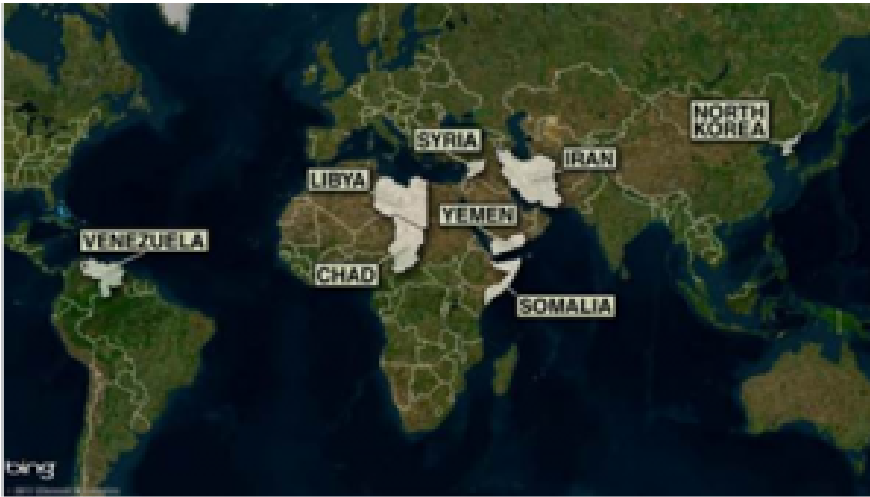 NORTH
KOREA
SYRIA
IRAN
LIBYA
YEMEN
VENEZUELA
CHAD
SOMALIA
bing